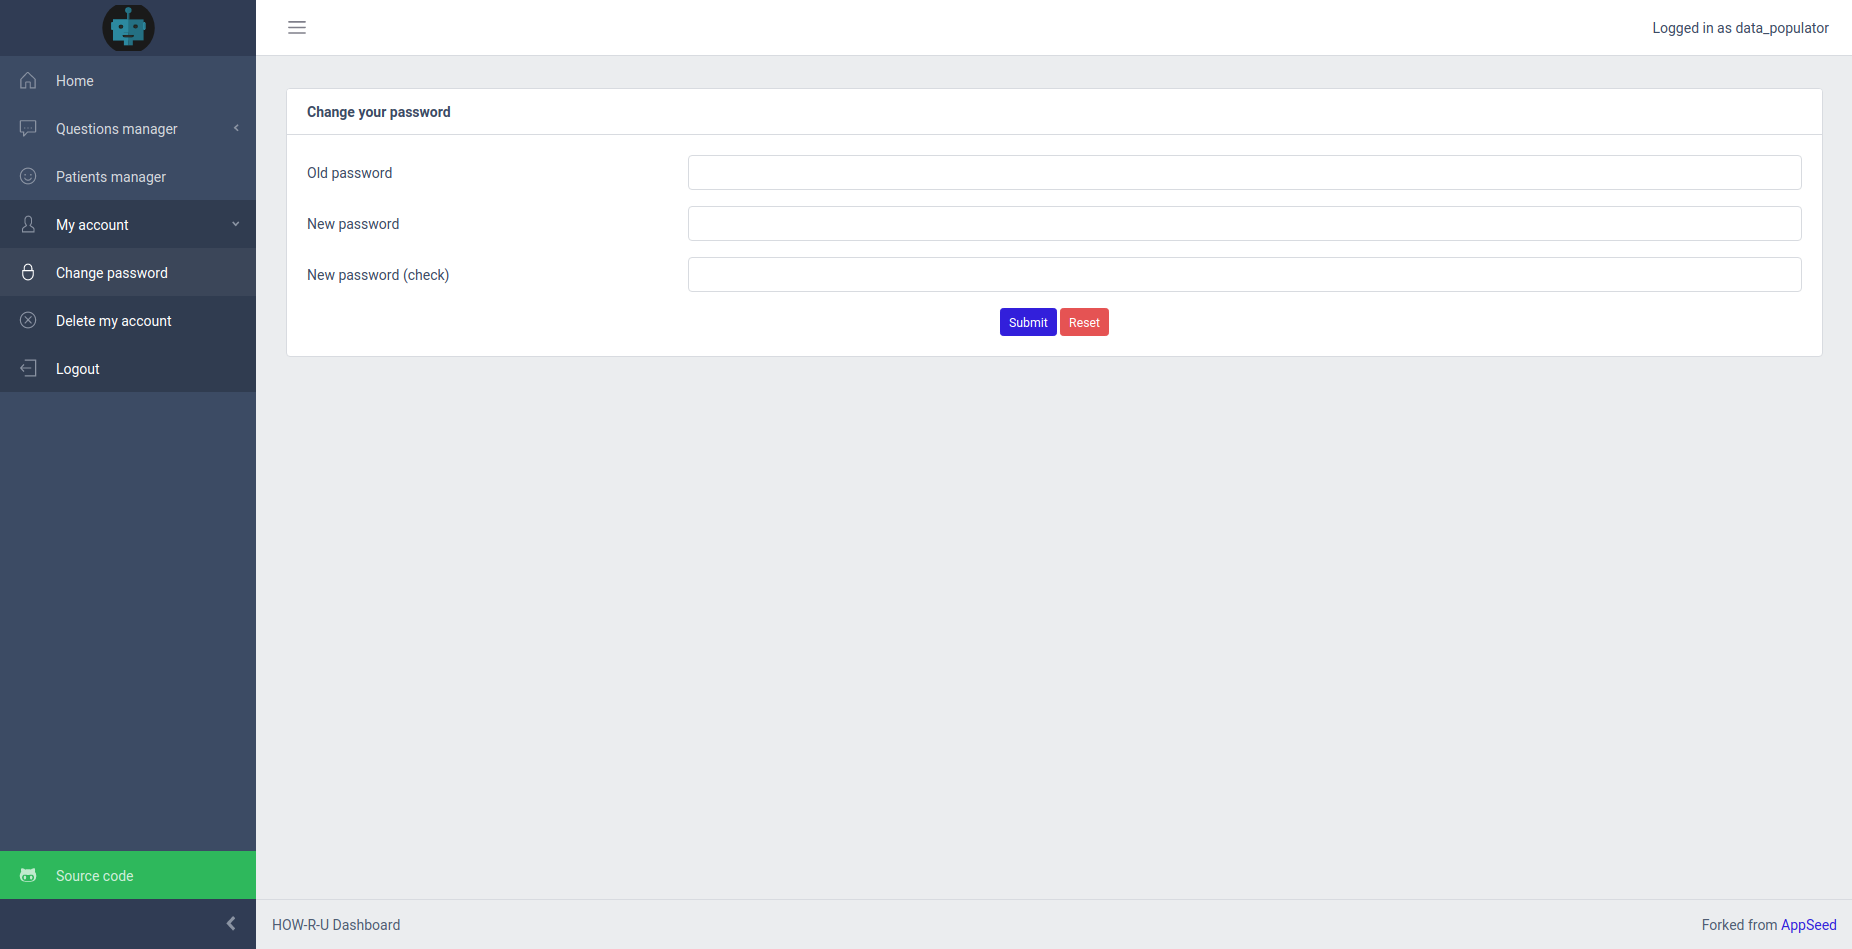 Logged in as data_populator
Home
Questions manager
Patients manager
My account
Change password
Delete my account
Logout
Source code
Change your password
Old password
New password
New password (check)
Submit Reset
HOW-R-U Dashboard
Forked from AppSeed